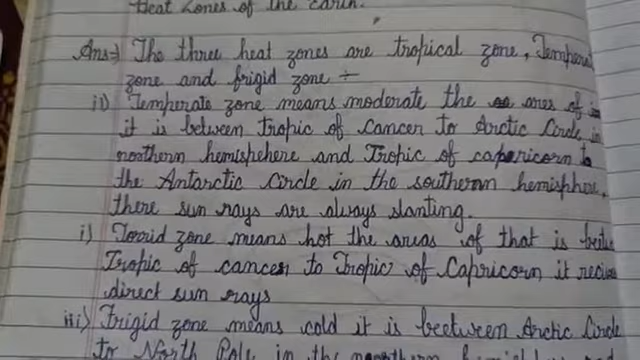 Heat Zones of the earth.
Ans→ The three heat zones are tropical zone, Temperate
zone and frigid zone ÷
ii) Temperate zone means moderate the area of
it is between tropic of Cancer to Arctic Circle in
northern hemispehere and Tropic of capricorn to
the Antarctic Circle in the southern hemisphere,
there sun rays are always slanting.
i) Torrid zone means hot the areas of that is
Tropic of cancer to Tropic of Capricorn it
direct sun rays
iii) Frigid zone means cold it is beetween Arctic Circle
to North Pole in the